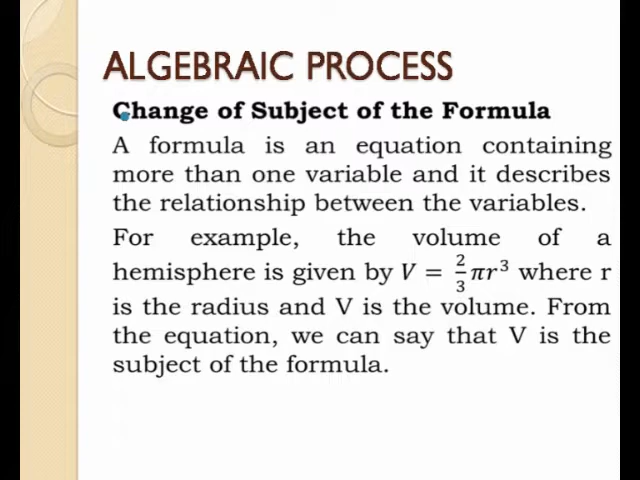 ALGEBRAIC PROCESS
Change of Subject of the Formula
A formula is an equation containing
more than one variable and it describes
the relationship between the variables.
For example, the volume of a
hemisphere is given by V = 2/3 πr³ where r
is the radius and V is the volume. From
the equation, we can say that V is the
subject of the formula.